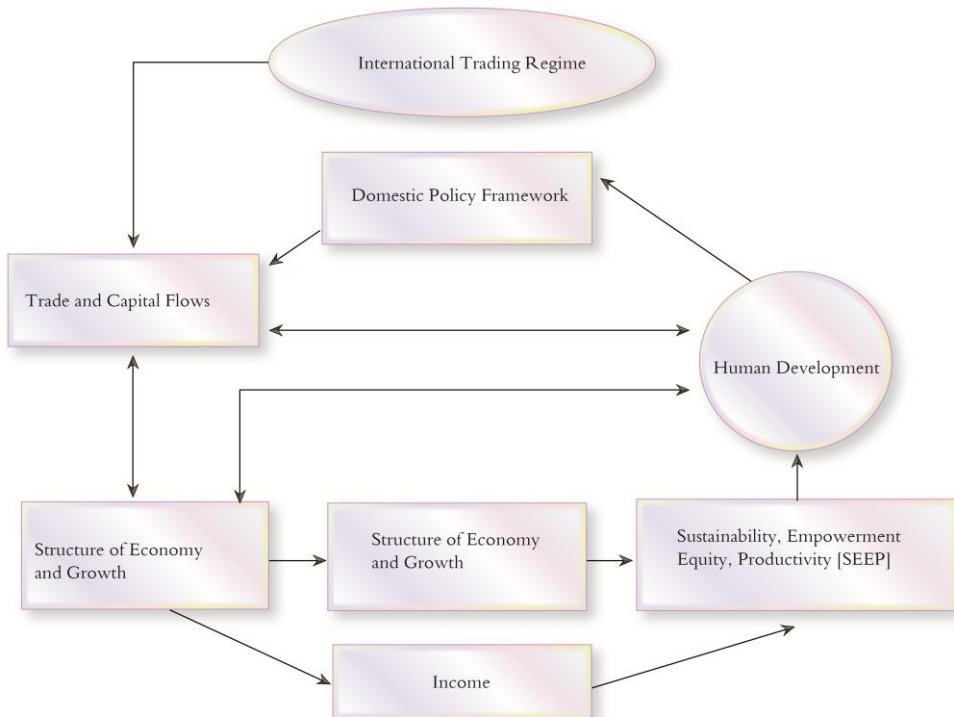 International Trading Regime
Domestic Policy Framework
Trade and Capital Flows
Human Development
Structure of Economy
and Growth
Structure of Economy
and Growth
Sustainability, Empowerment
Equity, Productivity [SEEP]
Income